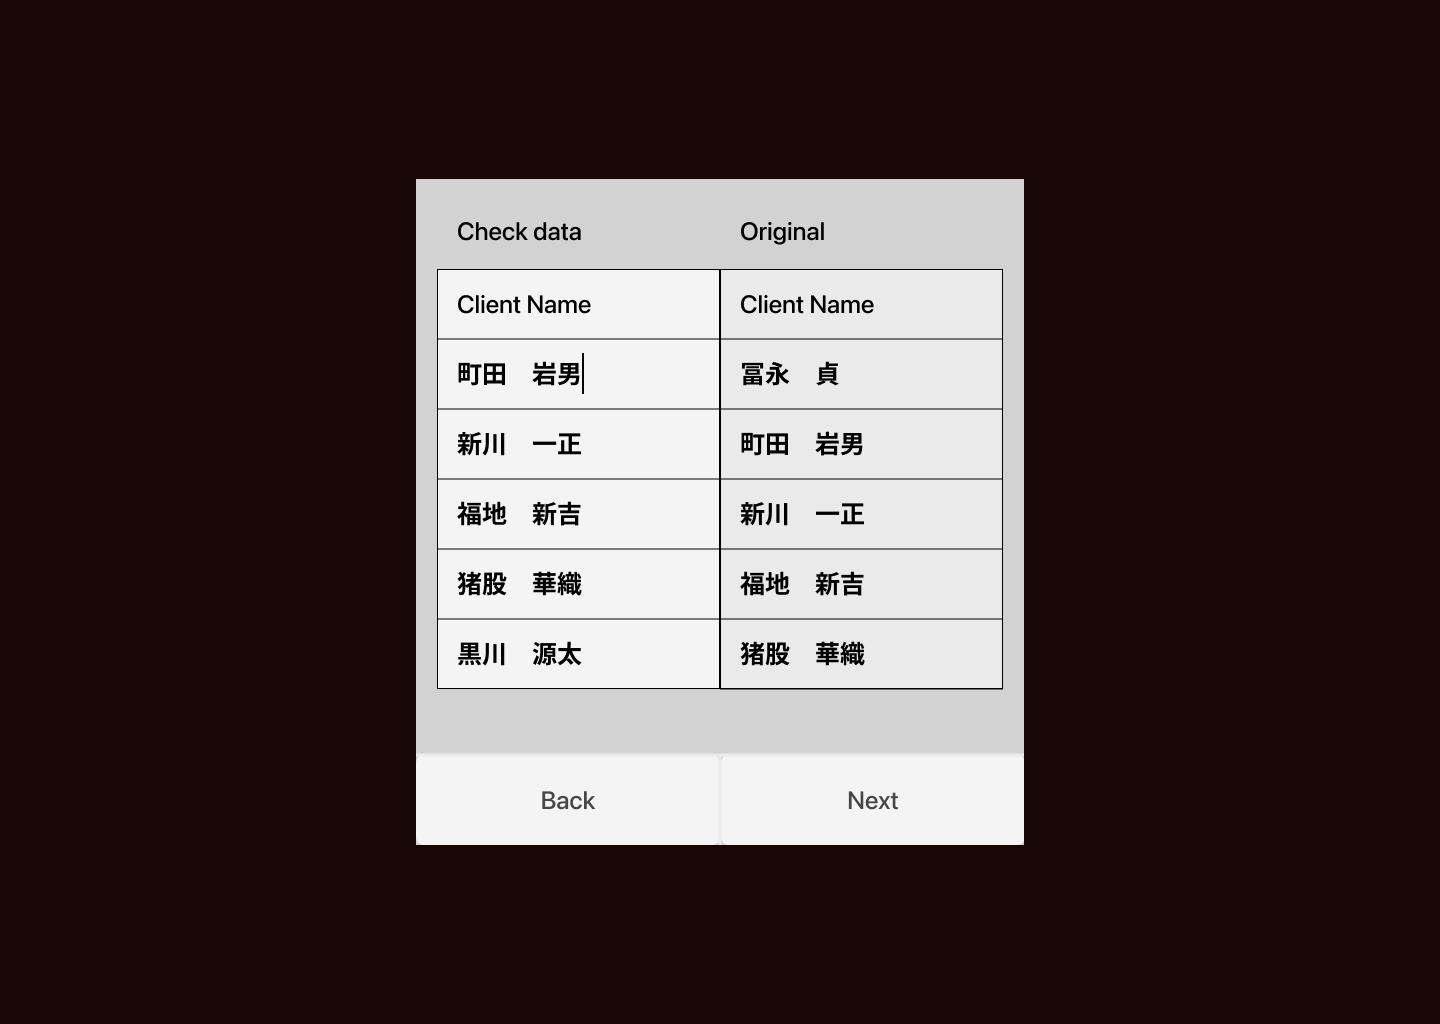 Check data
Original
Client Name
Client Name
町田　岩男
冨永　貞
新川　一正
町田　岩男
福地　新吉
新川　一正
猪股　華織
福地　新吉
黒川　源太
猪股　華織
Back
Next